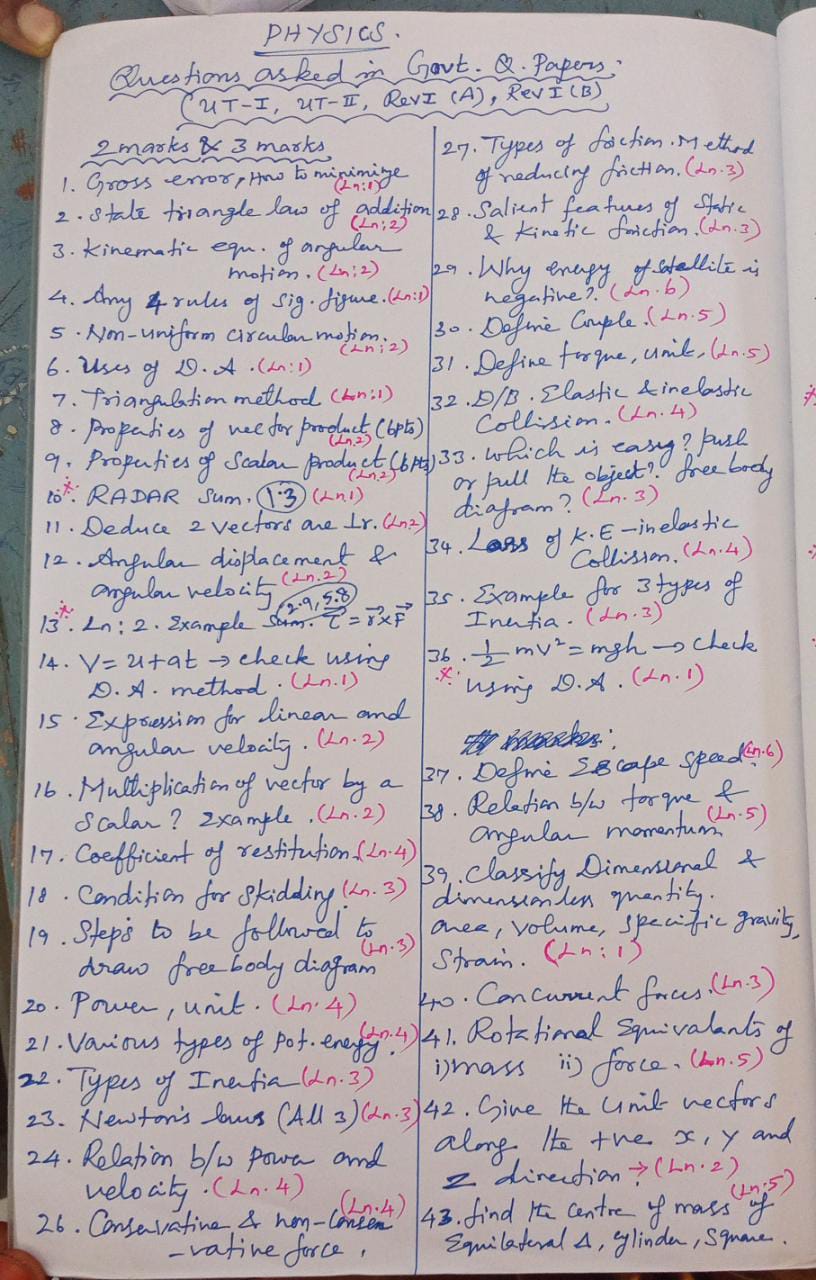 PHYSICS.
Questions asked in Govt. Q. Papers.
(UT-I, UT-II, Rev I (A), Rev I (B)
2 marks & 3 marks
1. Gross error, How to minimize
(Ln:1)
2. State triangle law of addition
(Ln:2)
3. Kinematic equ. of angular
motion. (Ln:2)
4. Any 4 rules of sig. figure. (Ln:1)
5. Non-uniform circular motion.
(Ln:2)
6. Uses of D.A. (Ln:1)
7. Triangulation method (Ln:1)
8. Properties of vector product (6pts)
(Ln.2)
9. Properties of Scalar product (6pts)
(Ln.2)
10. RADAR Sum. (1.3) (Ln1)
11. Deduce 2 vectors are ⊥r. (Ln2)
12. Angular displacement &
angular velocity (Ln.2)
(2.9, 5.8
13. Ln: 2. Example Sum. τ = r x F
14. V = u + at → check using
D.A. method. (Ln.1)
15. Expression for linear and
angular velocity. (Ln.2)
16. Multiplication of vector by a
Scalar? Example. (Ln.2)
17. Coefficient of restitution. (Ln.4)
18. Condition for Skidding. (Ln.3)
19. Steps to be followed to
(Ln.3)
draw free body diagram
20. Power, unit. (Ln.4)
21. Various types of pot. energy. (Ln.4)
22. Types of Inertia (Ln.3)
23. Newton's laws (All 3) (Ln.3)
24. Relation b/w power and
velocity. (Ln.4)
(Ln.4)
26. Conservative & non-Conser
-vative force.
27. Types of friction. Method
of reducing friction. (Ln.3)
28. Salient features of Static
& Kinetic friction. (Ln.3)
29. Why energy of satellite is
negative? (Ln.6)
30. Define Couple. (Ln.5)
31. Define torque, unit. (Ln.5)
32. D/B. Elastic & inelastic
Collision. (Ln.4)
33. Which is easy? push
or pull the object? free body
diagram? (Ln.3)
34. Loss of K.E - inelastic
Collision. (Ln.4)
35. Example for 3 types of
Inertia. (Ln.3)
36. ½ mv² = mgh → check
using D.A. (Ln.1)
37. Define Escape speed? (Ln.6)
38. Relation b/w torque &
(Ln.5)
angular momentum
39. Classify Dimensional &
dimensionless quantity.
area, volume, specific gravity,
Strain. (Ln:1)
40. Concurrent forces. (Ln.3)
41. Rotational Equivalants of
i) mass ii) force. (Ln.5)
42. Give the unit vectors
along the +ve x, y and
z direction → (Ln.2)
(Ln:5)
43. find the centre of mass of
Equilateral Δ, cylinder, Square.